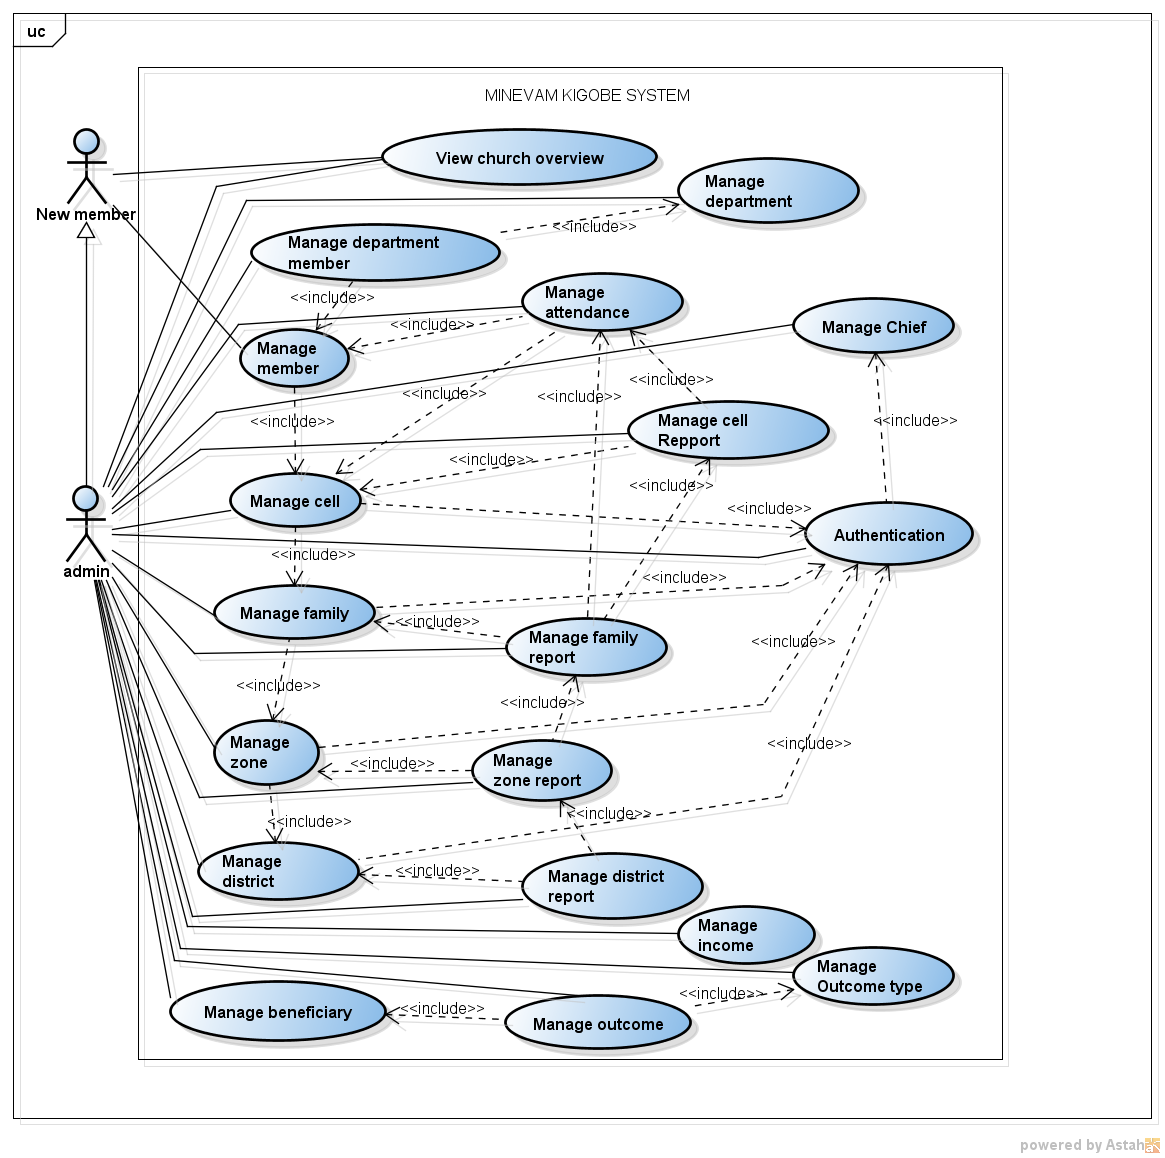 uc
MINEVAM KIGOBE SYSTEM
View church overview
Manage
department
New member
<<include>>
Manage department
member
<<include>>
Manage
attendance
<<include>>
Manage Chief
Manage
member
<<include>>
<<include>>
<<include>>
<<include>>
Manage cell
Repport
<<include>>
<<include>>
<<include>>
Manage cell
<<include>>
Authentication
<<include>>
admin
<<include>>
Manage family
<<include>>
Manage family
report
<<include>>
<<include>>
<<include>>
Manage
zone
<<include>>
Manage
zone report
<<include>>
<<include>>
<<include>>
Manage
district
<<include>>
Manage district
report
Manage
income
Manage
Outcome type
<<include>>
Manage beneficiary
<<include>>
Manage outcome
powered by Astah